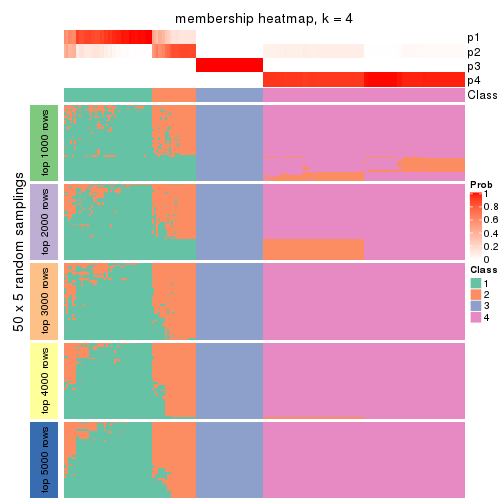 membership heatmap, k = 4
p1
p2
p3
p4
Class
50 x 5 random samplings
top 1000 rows
top 2000 rows
top 3000 rows
top 4000 rows
top 5000 rows
Prob
1
0.8
0.6
0.4
0.2
0
Class
1
2
3
4